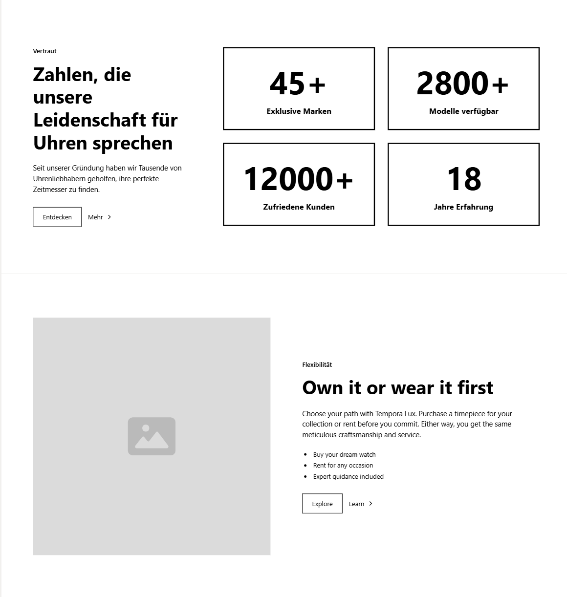 Vertraut
Zahlen, die
unsere
Leidenschaft für
Uhren sprechen
Seit unserer Gründung haben wir Tausende von
Uhrenliebhabern geholfen, ihre perfekte
Zeitmesser zu finden.
Entdecken
Mehr
45+
Exklusive Marken
2800+
Modelle verfügbar
12000+
Zufriedene Kunden
18
Jahre Erfahrung
Flexibilität
Own it or wear it first
Choose your path with Tempora Lux. Purchase a timepiece for your
collection or rent before you commit. Either way, you get the same
meticulous craftsmanship and service.
Buy your dream watch
Rent for any occasion
Expert guidance included
Explore
Learn